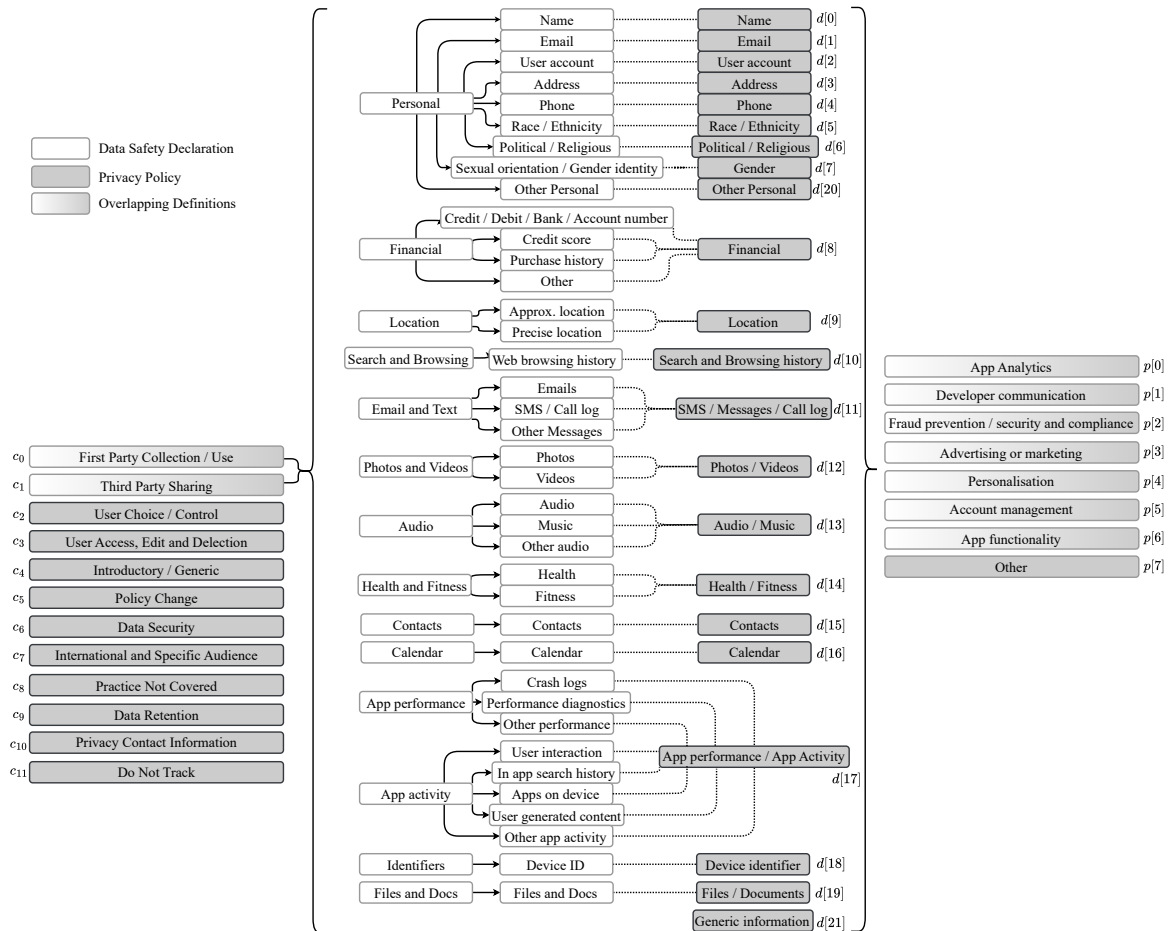 Data Safety Declaration
Privacy Policy
Overlapping Definitions
c0 First Party Collection / Use
c1 Third Party Sharing
c2 User Choice / Control
c3 User Access, Edit and Delection
c4 Introductory / Generic
c5 Policy Change
c6 Data Security
c7 International and Specific Audience
c8 Practice Not Covered
c9 Data Retention
c10 Privacy Contact Information
c11 Do Not Track
Personal
Name Name d[0]
Email Email d[1]
User account User account d[2]
Address Address d[3]
Phone Phone d[4]
Race / Ethnicity Race / Ethnicity d[5]
Political / Religious Political / Religious d[6]
Sexual orientation / Gender identity Gender d[7]
Other Personal Other Personal d[20]
Financial
Credit / Debit / Bank / Account number
Credit score
Purchase history
Other
Financial d[8]
Location
Approx. location
Precise location
Location d[9]
Search and Browsing Web browsing history Search and Browsing history d[10]
Email and Text
Emails
SMS / Call log
Other Messages
SMS / Messages / Call log d[11]
Photos and Videos
Photos
Videos
Photos / Videos d[12]
Audio
Audio
Music
Other audio
Audio / Music d[13]
Health and Fitness
Health
Fitness
Health / Fitness d[14]
Contacts Contacts Contacts d[15]
Calendar Calendar Calendar d[16]
App performance
Crash logs
Performance diagnostics
Other performance
App activity
User interaction
In app search history
Apps on device
User generated content
Other app activity
App performance / App Activity
d[17]
Identifiers Device ID Device identifier d[18]
Files and Docs Files and Docs Files / Documents d[19]
Generic information d[21]
App Analytics p[0]
Developer communication p[1]
Fraud prevention / security and compliance p[2]
Advertising or marketing p[3]
Personalisation p[4]
Account management p[5]
App functionality p[6]
Other p[7]